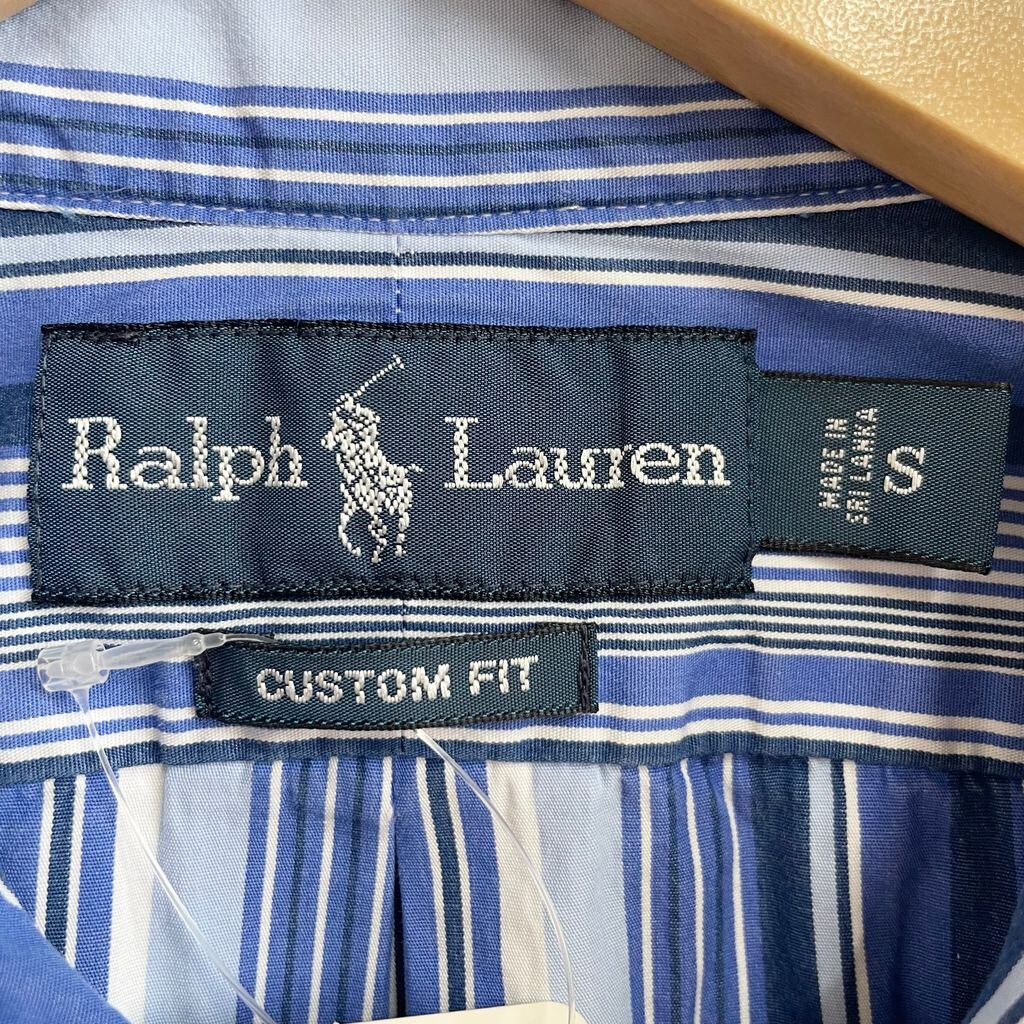 Ralph Lauren
MADE IN
SRI LANKA
S
CUSTOM FIT